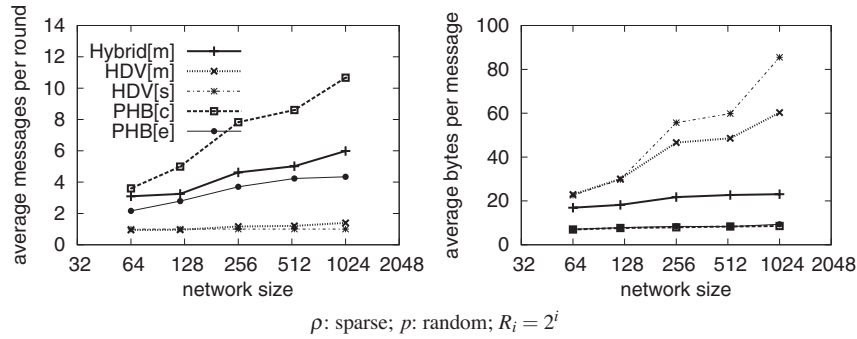 average messages per round
14
12
10
8
6
4
2
0
Hybrid[m]
HDV[m]
HDV[s]
PHB[c]
PHB[e]
32 64 128 256 512 1024 2048
network size
average bytes per message
100
80
60
40
20
0
32 64 128 256 512 1024 2048
network size
ρ: sparse; p: random; Rᵢ = 2ⁱ